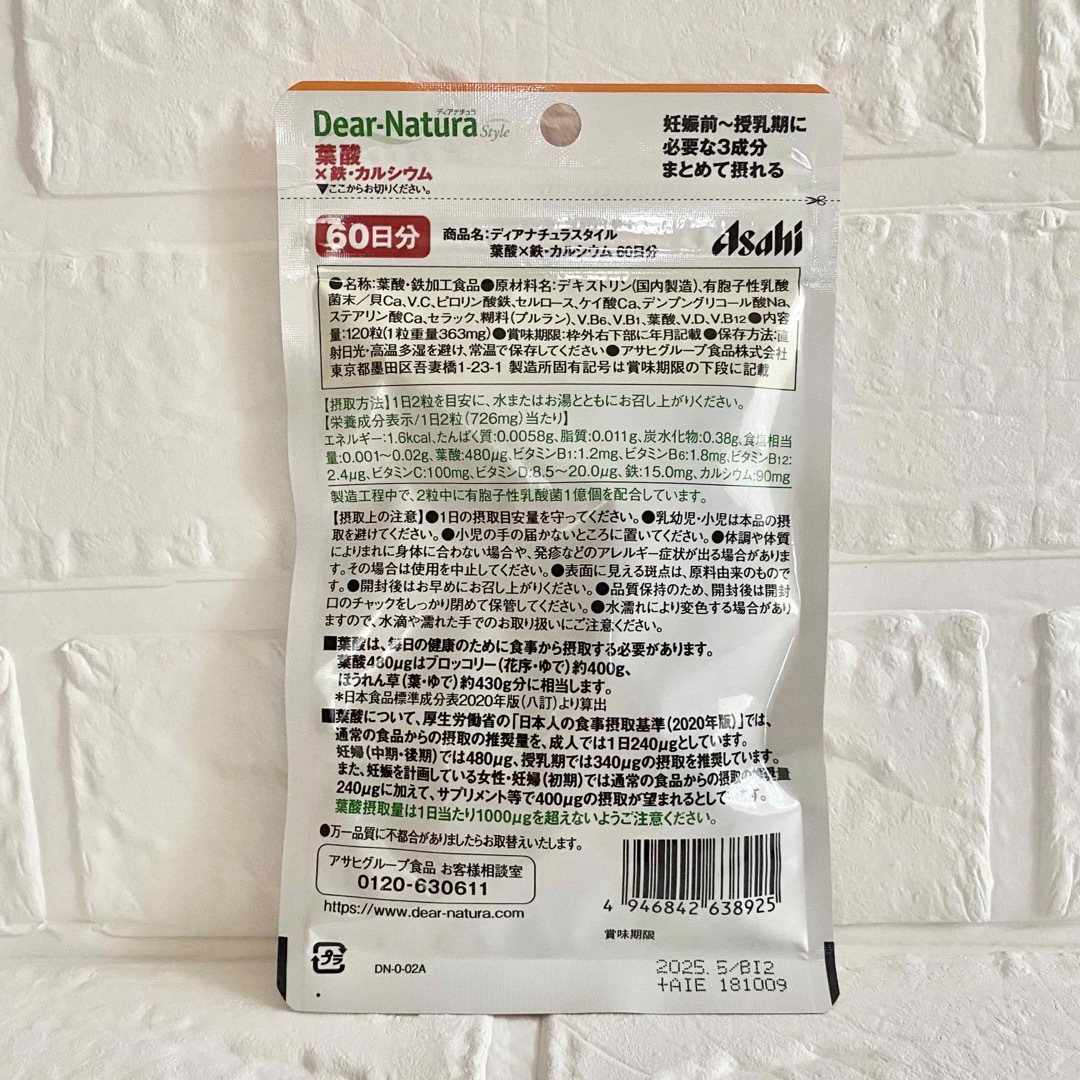 ディアナチュラ
Dear-Natura Style
葉酸
×鉄・カルシウム
▼ここからお切りください。
妊娠前〜授乳期に
必要な3成分
まとめて摂れる
60日分
商品名:ディアナチュラスタイル
葉酸×鉄・カルシウム 60日分
Asahi
●名称:葉酸・鉄加工食品●原材料名:デキストリン(国内製造)、有胞子性乳酸
菌末/貝Ca、V.C、ピロリン酸鉄、セルロース、ケイ酸Ca、デンプングリコール酸Na、
ステアリン酸Ca、セラック、糊料(プルラン)、V.B6、V.B1、葉酸、V.D、V.B12●内容
量:120粒(1粒重量363mg)●賞味期限:枠外右下部に年月記載●保存方法:直
射日光・高温多湿を避け、常温で保存してください●アサヒグループ食品株式会社
東京都墨田区吾妻橋1-23-1 製造所固有記号は賞味期限の下段に記載
【摂取方法】1日2粒を目安に、水またはお湯とともにお召し上がりください。
【栄養成分表示/1日2粒(726mg)当たり】
エネルギー:1.6kcal、たんぱく質:0.0058g、脂質:0.011g、炭水化物:0.38g、食塩相当
量:0.001〜0.02g、葉酸:480μg、ビタミンB1:1.2mg、ビタミンB6:1.8mg、ビタミンB12:
2.4μg、ビタミンC:100mg、ビタミンD:8.5〜20.0μg、鉄:15.0mg、カルシウム:90mg
製造工程中で、2粒中に有胞子性乳酸菌1億個を配合しています。
【摂取上の注意】●1日の摂取目安量を守ってください。●乳幼児・小児は本品の摂
取を避けてください。●小児の手の届かないところに置いてください。●体調や体質
によりまれに身体に合わない場合や、発疹などのアレルギー症状が出る場合がありま
す。その場合は使用を中止してください。●表面に見える斑点は、原料由来のもので
す。●開封後はお早めにお召し上がりください。●品質保持のため、開封後は開封
口のチャックをしっかり閉めて保管してください。●水濡れにより変色する場合があり
ますので、水滴や濡れた手でのお取り扱いにご注意ください。
■葉酸は、毎日の健康のために食事から摂取する必要があります。
葉酸480μgはブロッコリー(花序・ゆで)約400g、
ほうれん草(葉・ゆで)約430g分に相当します。
*日本食品標準成分表2020年版(八訂)より算出
■葉酸について、厚生労働省の「日本人の食事摂取基準(2020年版)」では、
通常の食品からの摂取の推奨量を、成人では1日240μgとしています。
妊婦(中期・後期)では480μg、授乳期では340μgの摂取を推奨しています。
また、妊娠を計画している女性・妊婦(初期)では通常の食品からの摂取の推奨量
240μgに加えて、サプリメント等で400μgの摂取が望まれるとしています。
葉酸摂取量は1日当たり1000μgを超えないようご注意ください。
●万一品質に不都合がありましたらお取替えいたします。
アサヒグループ食品 お客様相談室
0120-630611
https://www.dear-natura.com
4 946842 638925
賞味期限
プラ
DN-0-02A
2025. 5/BI2
+AIE 181009